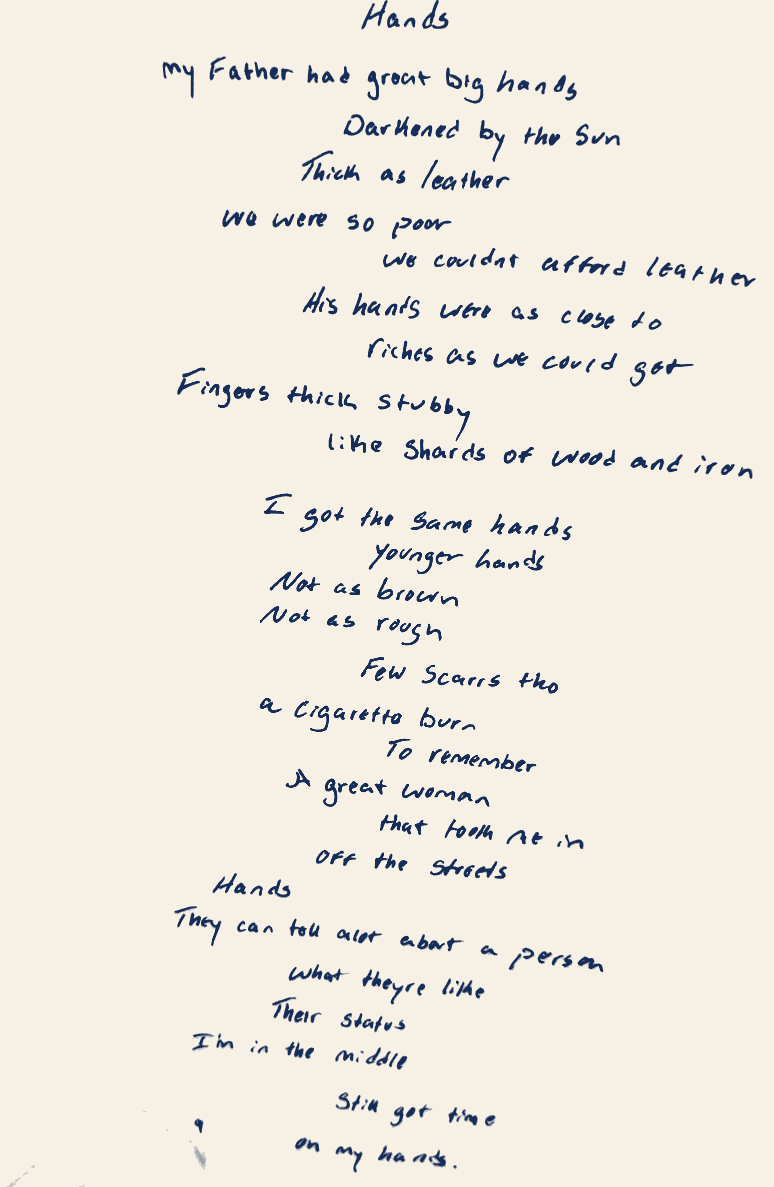 Hands
my Father had great big hands
Darkened by the Sun
Thick as leather
we were so poor
we couldnt afford leather
His hands were as close to
riches as we could get
Fingers thick stubby
like Shards of wood and iron
I got the same hands
younger hands
Not as brown
Not as rough
Few Scarrs tho
a cigarette burn
To remember
A great woman
that took me in
off the streets
Hands
They can tell alot about a person
what theyre like
Their status
I'm in the middle
Still got time
on my hands.